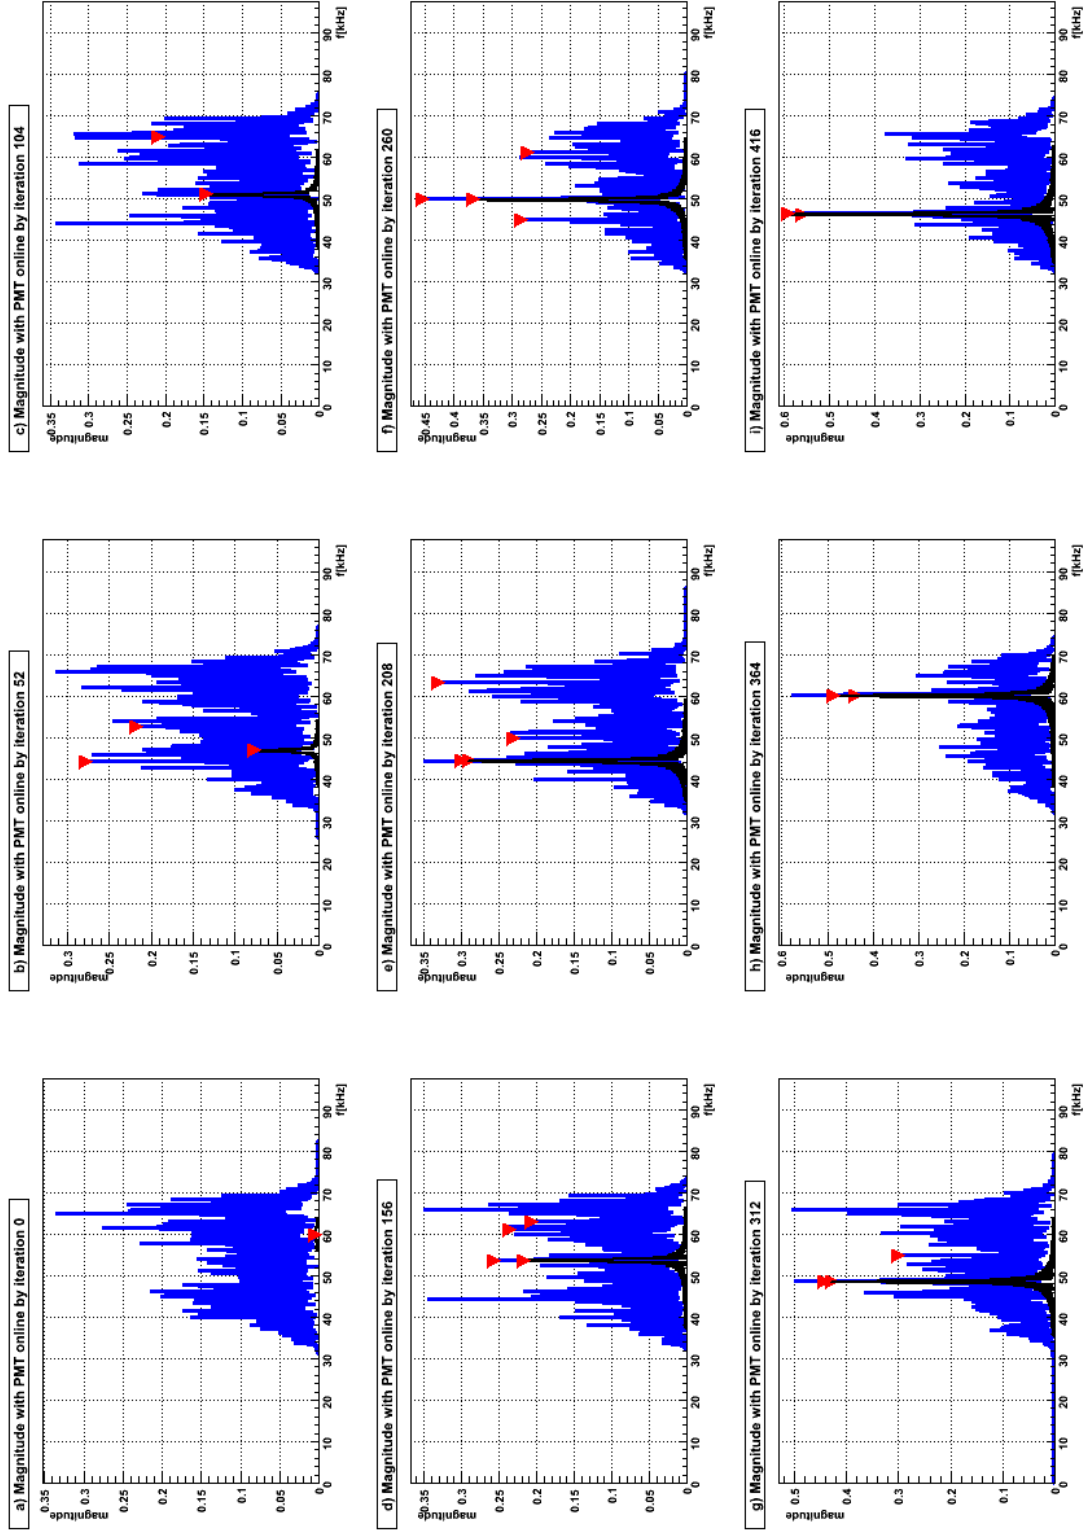 a) Magnitude with PMT online by iteration 0
magnitude
0.35
0.3
0.25
0.2
0.15
0.1
0.05
0
0 10 20 30 40 50 60 70 80 90
f[kHz]
b) Magnitude with PMT online by iteration 52
magnitude
0.3
0.25
0.2
0.15
0.1
0.05
0
0 10 20 30 40 50 60 70 80 90
f[kHz]
c) Magnitude with PMT online by iteration 104
magnitude
0.35
0.3
0.25
0.2
0.15
0.1
0.05
0
0 10 20 30 40 50 60 70 80 90
f[kHz]
d) Magnitude with PMT online by iteration 156
magnitude
0.35
0.3
0.25
0.2
0.15
0.1
0.05
0
0 10 20 30 40 50 60 70 80 90
f[kHz]
e) Magnitude with PMT online by iteration 208
magnitude
0.35
0.3
0.25
0.2
0.15
0.1
0.05
0
0 10 20 30 40 50 60 70 80 90
f[kHz]
f) Magnitude with PMT online by iteration 260
magnitude
0.45
0.4
0.35
0.3
0.25
0.2
0.15
0.1
0.05
0
0 10 20 30 40 50 60 70 80 90
f[kHz]
g) Magnitude with PMT online by iteration 312
magnitude
0.5
0.4
0.3
0.2
0.1
0
0 10 20 30 40 50 60 70 80 90
f[kHz]
h) Magnitude with PMT online by iteration 364
magnitude
0.6
0.5
0.4
0.3
0.2
0.1
0
0 10 20 30 40 50 60 70 80 90
f[kHz]
i) Magnitude with PMT online by iteration 416
magnitude
0.6
0.5
0.4
0.3
0.2
0.1
0
0 10 20 30 40 50 60 70 80 90
f[kHz]